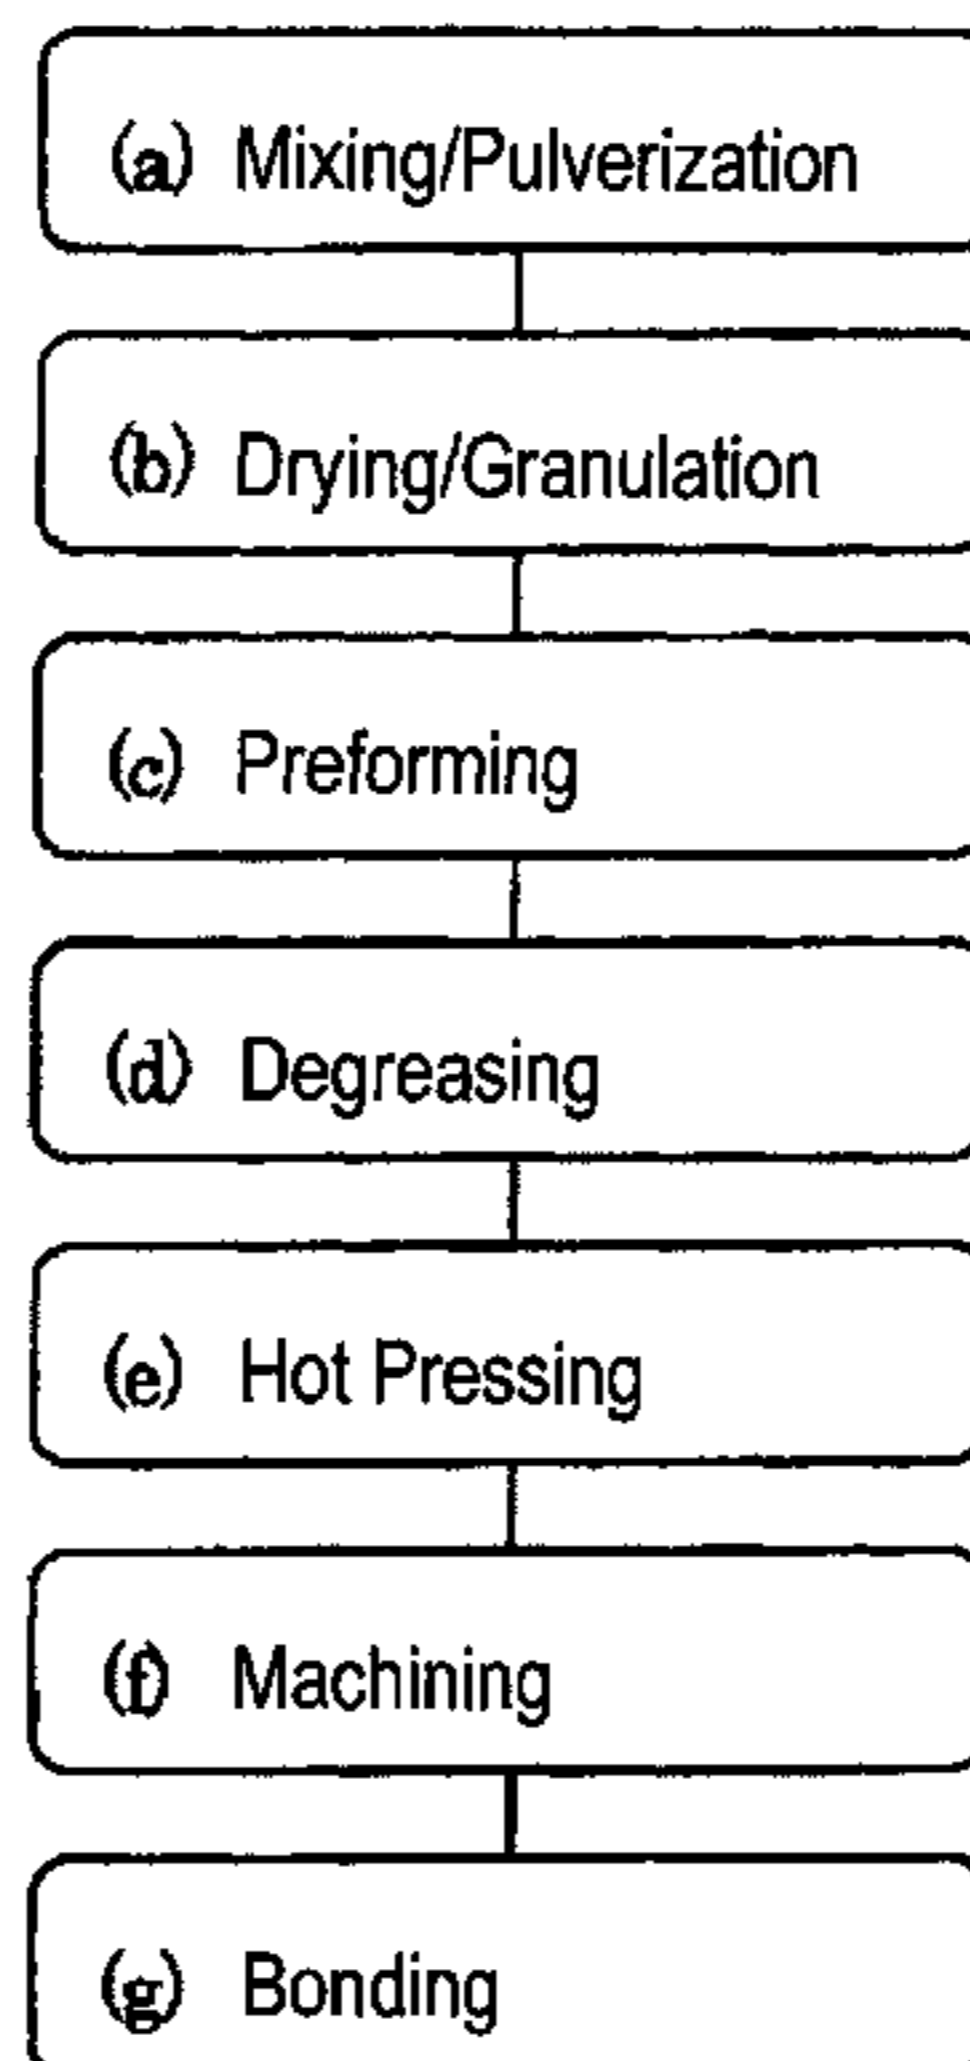 (a) Mixing/Pulverization
(b) Drying/Granulation
(c) Preforming
(d) Degreasing
(e) Hot Pressing
(f) Machining
(g) Bonding